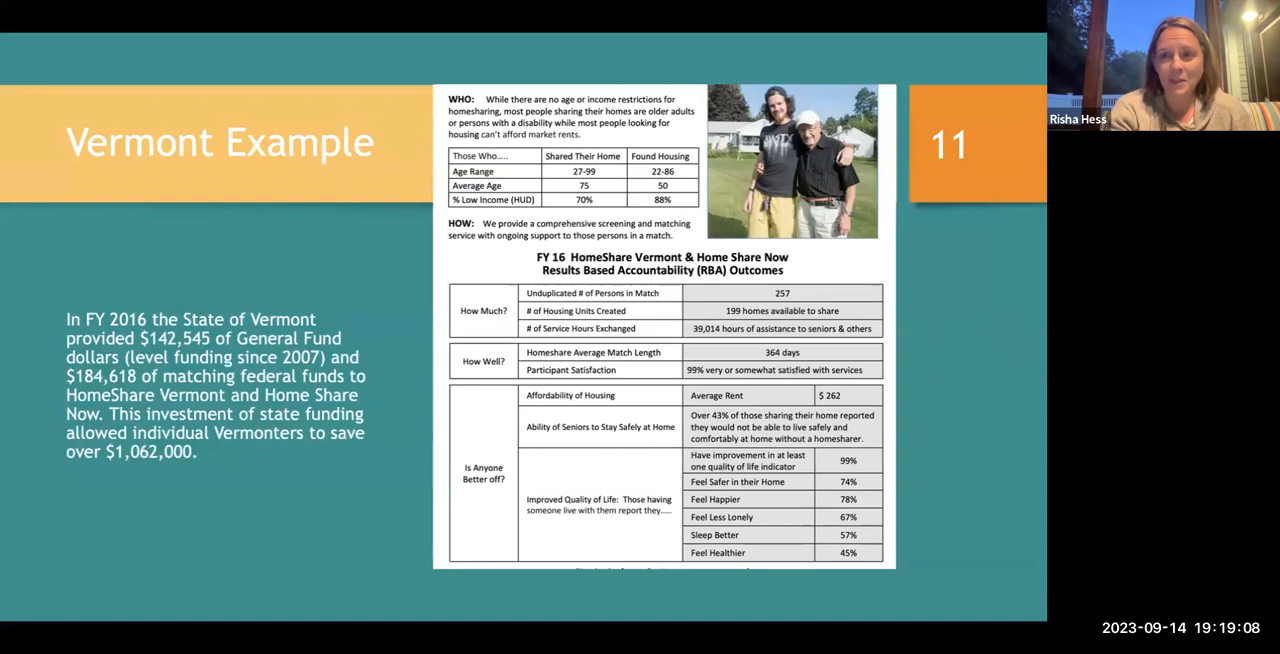 Vermont Example
11
Risha Hess
In FY 2016 the State of Vermont
provided $142,545 of General Fund
dollars (level funding since 2007) and
$184,618 of matching federal funds to
HomeShare Vermont and Home Share
Now. This investment of state funding
allowed individual Vermonters to save
over $1,062,000.
WHO: While there are no age or income restrictions for
homesharing, most people sharing their homes are older adults
or persons with a disability while most people looking for
housing can't afford market rents.
Those Who..... Shared Their Home Found Housing
Age Range 27-99 22-86
Average Age 75 50
% Low Income (HUD) 70% 88%
HOW: We provide a comprehensive screening and matching
service with ongoing support to those persons in a match.
FY 16 HomeShare Vermont & Home Share Now
Results Based Accountability (RBA) Outcomes
How Much?
Unduplicated # of Persons in Match 257
# of Housing Units Created 199 homes available to share
# of Service Hours Exchanged 39,014 hours of assistance to seniors & others
How Well?
Homeshare Average Match Length 364 days
Participant Satisfaction 99% very or somewhat satisfied with services
Is Anyone
Better off?
Affordability of Housing Average Rent $ 262
Ability of Seniors to Stay Safely at Home
Over 43% of those sharing their home reported
they would not be able to live safely and
comfortably at home without a homesharer.
Improved Quality of Life: Those having
someone live with them report they.....
Have improvement in at least
one quality of life indicator 99%
Feel Safer in their Home 74%
Feel Happier 78%
Feel Less Lonely 67%
Sleep Better 57%
Feel Healthier 45%
2023-09-14 19:19:08